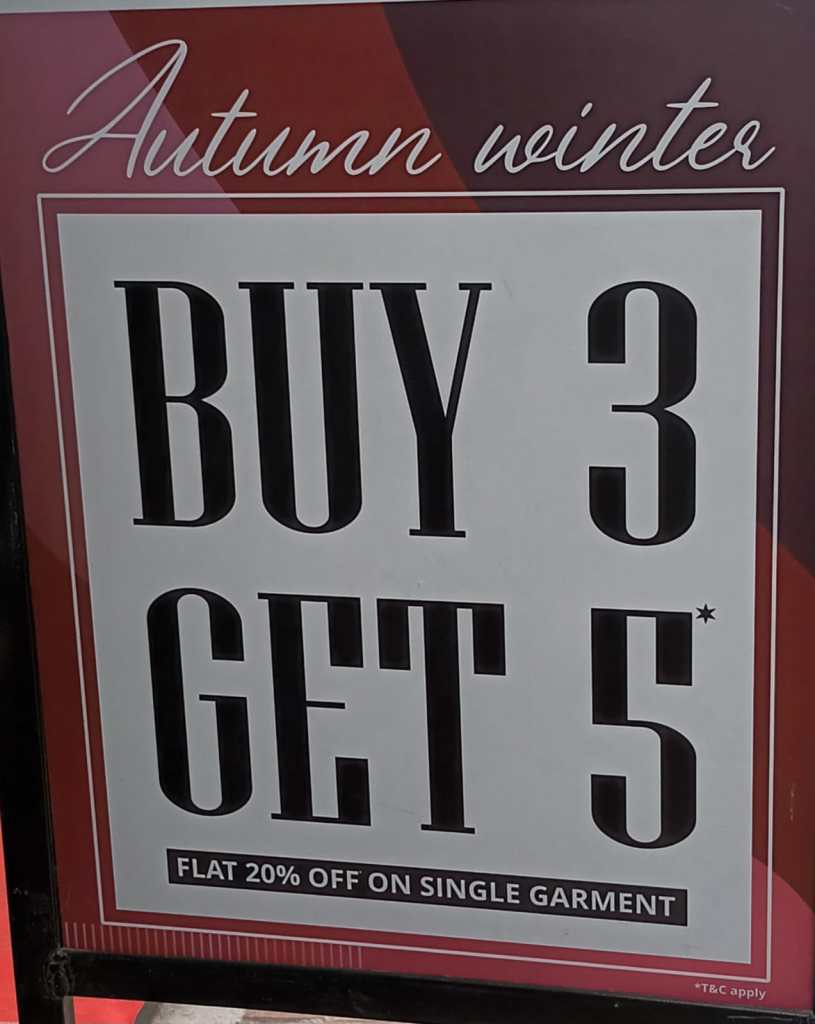 Autumn winter
BUY 3
GET 5*
FLAT 20% OFF* ON SINGLE GARMENT
*T&C apply